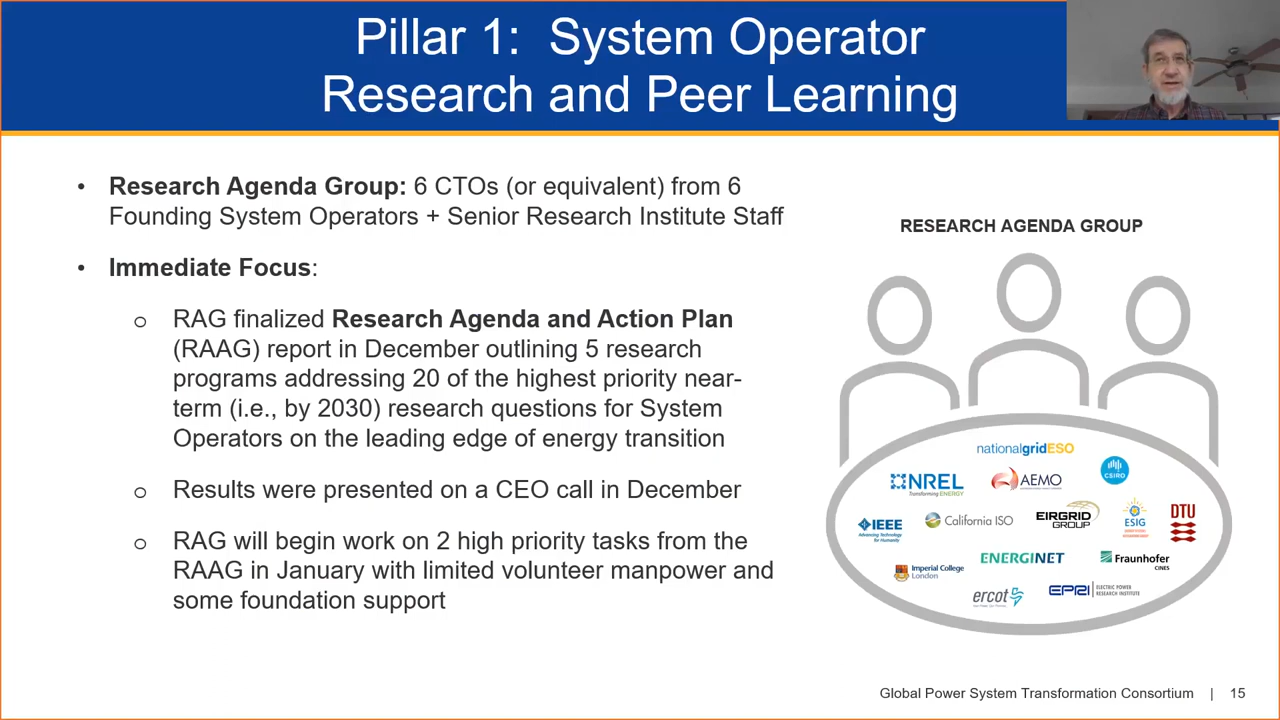 Pillar 1: System Operator
Research and Peer Learning
• Research Agenda Group: 6 CTOs (or equivalent) from 6
Founding System Operators + Senior Research Institute Staff
• Immediate Focus:
o RAG finalized Research Agenda and Action Plan
(RAAG) report in December outlining 5 research
programs addressing 20 of the highest priority near-
term (i.e., by 2030) research questions for System
Operators on the leading edge of energy transition
o Results were presented on a CEO call in December
o RAG will begin work on 2 high priority tasks from the
RAAG in January with limited volunteer manpower and
some foundation support
RESEARCH AGENDA GROUP
nationalgridESO
NREL
Transforming ENERGY
AEMO
CSIRO
IEEE
Advancing Technology
for Humanity
California ISO
EIRGRID
GROUP
ESIG
DTU
ENERGINET
Fraunhofer
CINES
Imperial College
London
ercot
EPRI
ELECTRIC POWER
RESEARCH INSTITUTE
Global Power System Transformation Consortium | 15